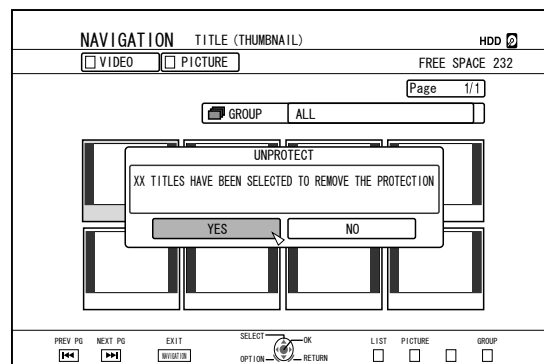 NAVIGATION TITLE (THUMBNAIL) HDD
VIDEO PICTURE FREE SPACE 232
Page 1/1
GROUP ALL
UNPROTECT
XX TITLES HAVE BEEN SELECTED TO REMOVE THE PROTECTION
YES NO
PREV PG NEXT PG EXIT SELECT OK LIST PICTURE GROUP
NAVIGATION OPTION RETURN